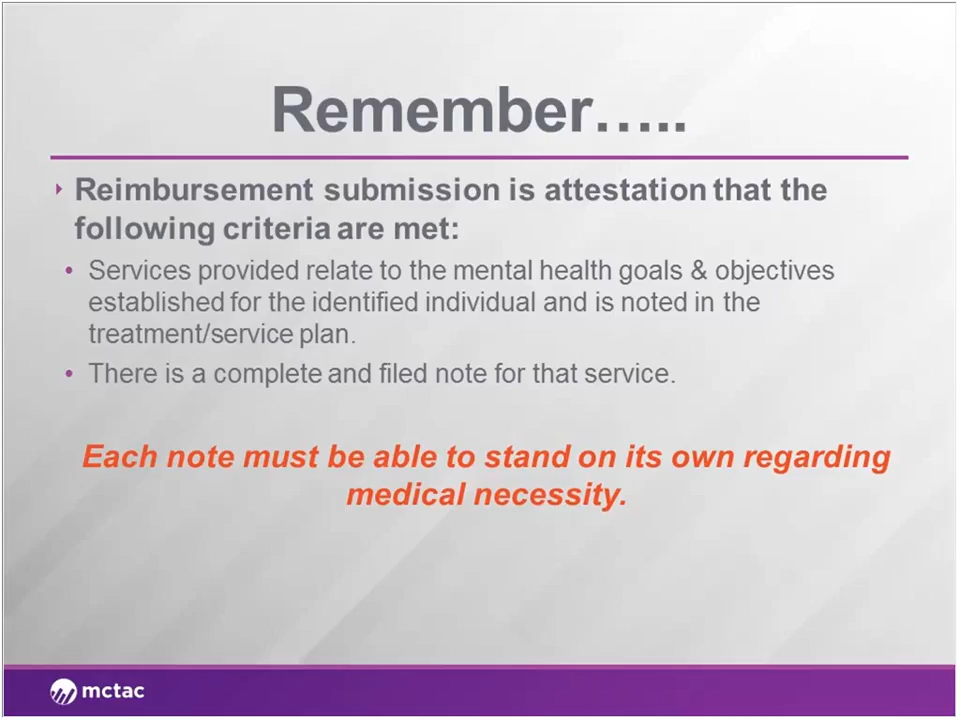 Remember…..
Reimbursement submission is attestation that the
following criteria are met:
• Services provided relate to the mental health goals & objectives
established for the identified individual and is noted in the
treatment/service plan.
• There is a complete and filed note for that service.
Each note must be able to stand on its own regarding
medical necessity.
mctac